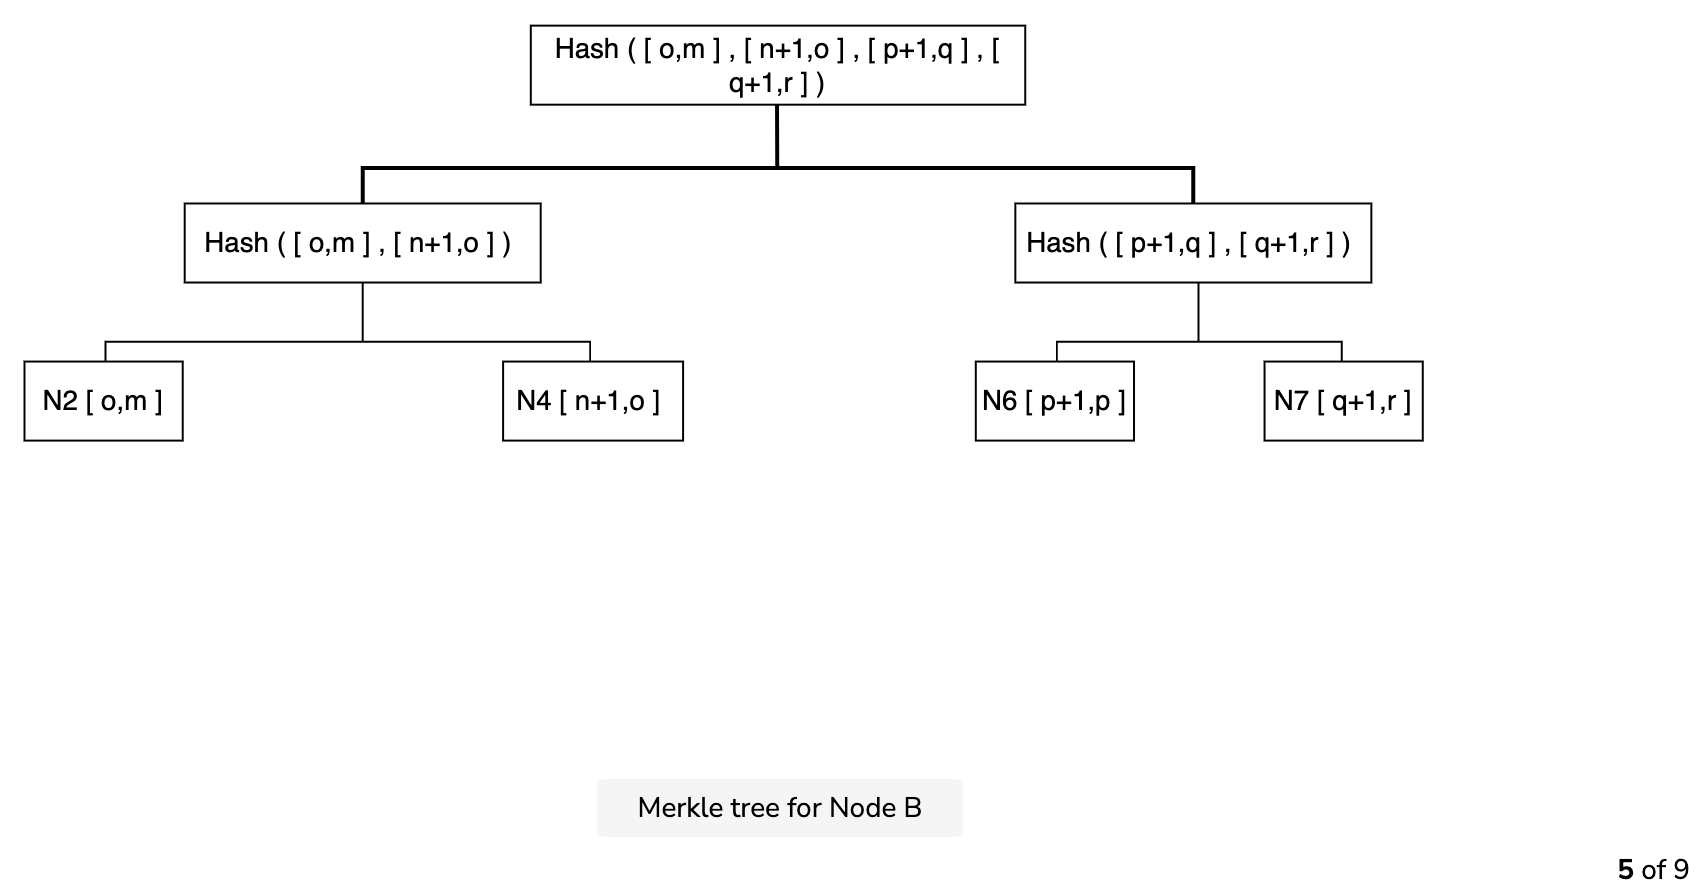 Hash ( [ o,m ] , [ n+1,o ] , [ p+1,q ] , [
q+1,r ] )
Hash ( [ o,m ] , [ n+1,o ] )
Hash ( [ p+1,q ] , [ q+1,r ] )
N2 [ o,m ]
N4 [ n+1,o ]
N6 [ p+1,p ]
N7 [ q+1,r ]
Merkle tree for Node B
5 of 9